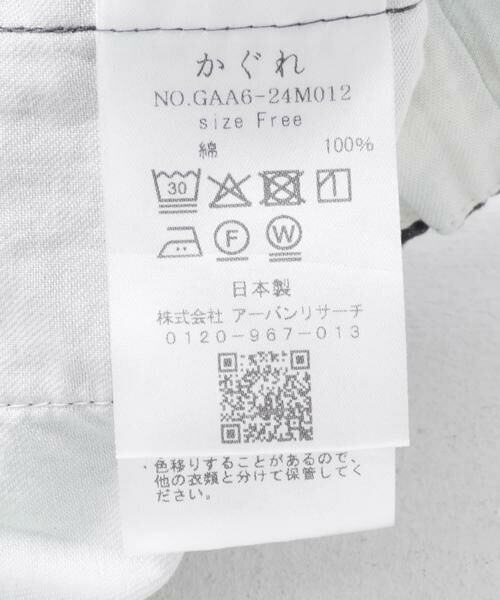 かぐれ
NO.GAA6-24M012
size Free
綿 100%
30
F W
日本製
株式会社 アーバンリサーチ
0120-967-013
・色移りすることがあるので、
他の衣類と分けて保管してく
ださい。